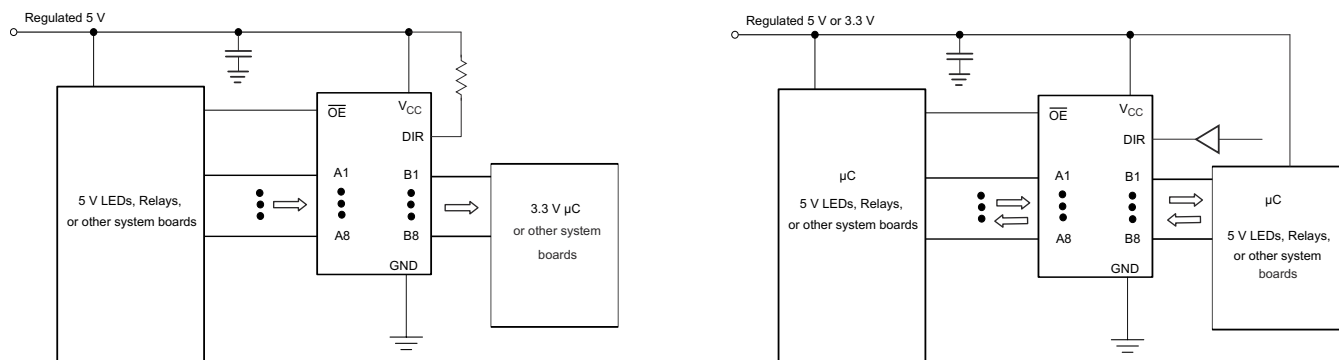 Regulated 5 V
OE
VCC
DIR
A1
B1
5 V LEDs, Relays,
or other system boards
3.3 V µC
or other system
boards
A8
B8
GND
Regulated 5 V or 3.3 V
OE
VCC
DIR
A1
B1
µC
5 V LEDs, Relays,
or other system boards
µC
5 V LEDs, Relays,
or other system
boards
A8
B8
GND